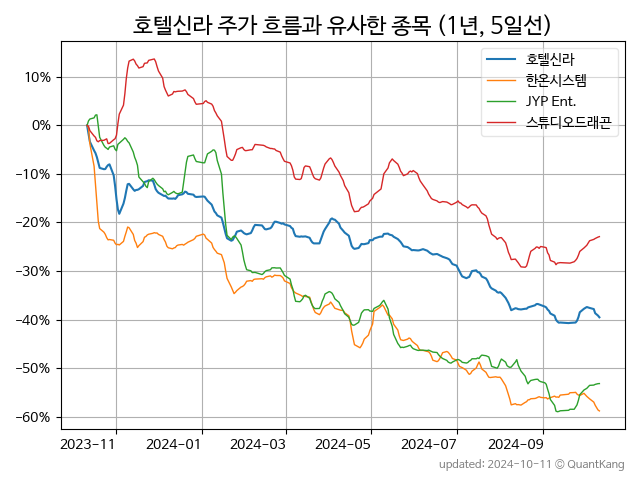 호텔신라 주가 흐름과 유사한 종목 (1년, 5일선)
호텔신라
한온시스템
JYP Ent.
스튜디오드래곤
10%
0%
−10%
−20%
−30%
−40%
−50%
−60%
2023−11 2024−01 2024−03 2024−05 2024−07 2024−09
updated: 2024-10-11 © QuantKang